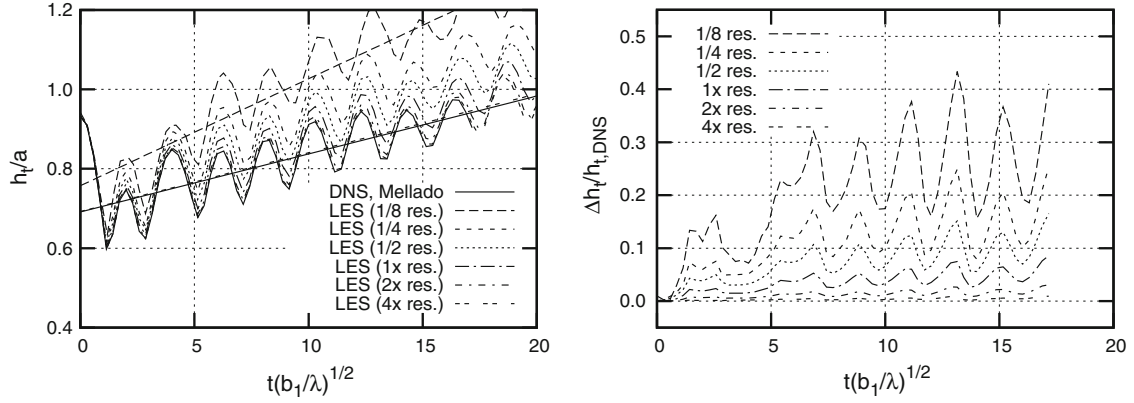 1.2
1.0
0.8
0.6
0.4
h_t/a
DNS, Mellado
LES (1/8 res.)
LES (1/4 res.)
LES (1/2 res.)
LES (1x res.)
LES (2x res.)
LES (4x res.)
0 5 10 15 20
t(b_1/λ)^1/2
0.5
0.4
0.3
0.2
0.1
0.0
Δh_t/h_t,DNS
1/8 res.
1/4 res.
1/2 res.
1x res.
2x res.
4x res.
0 5 10 15 20
t(b_1/λ)^1/2